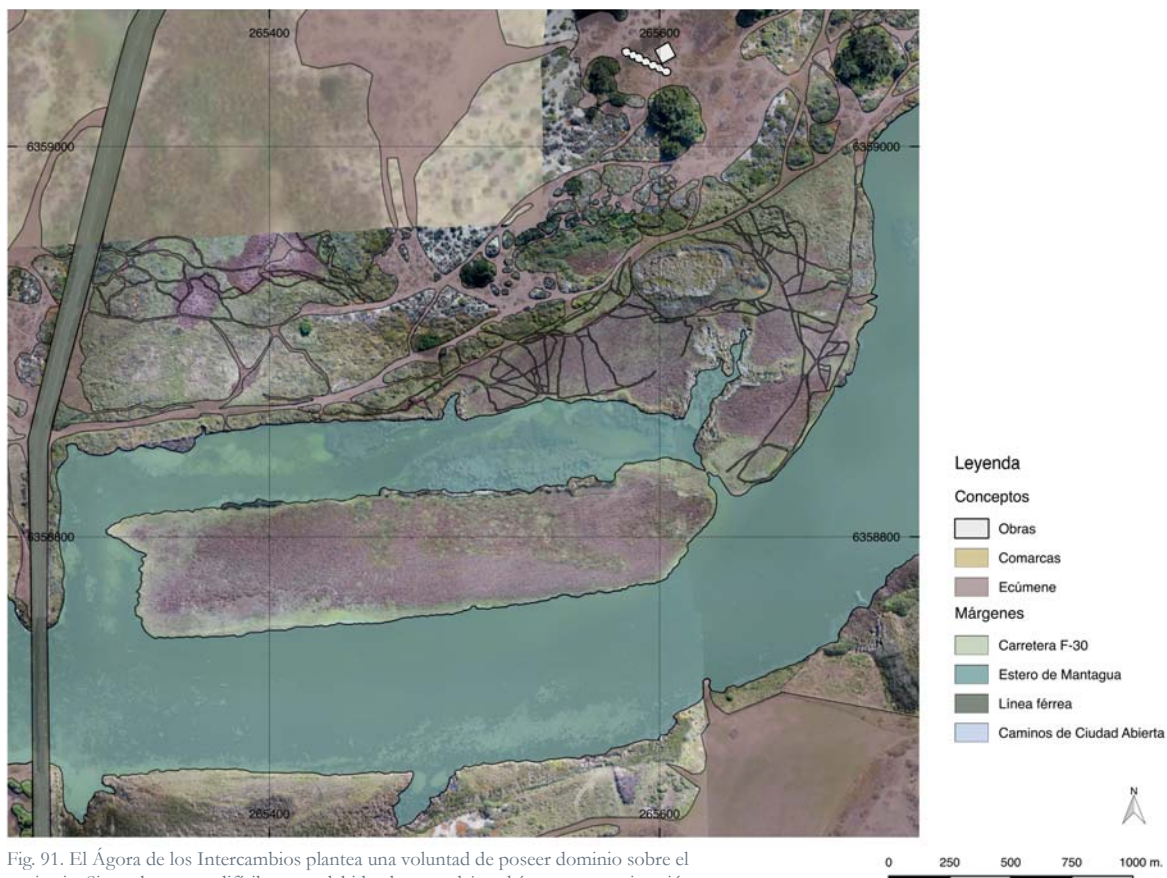 265400
265600
6359000
6359000
6358800
6358800
265400
265600
Leyenda
Conceptos
Obras
Comarcas
Ecúmene
Márgenes
Carretera F-30
Estero de Mantagua
Línea férrea
Caminos de Ciudad Abierta
N
0 250 500 750 1000 m.
Fig. 91. El Ágora de los Intercambios plantea una voluntad de poseer dominio sobre el